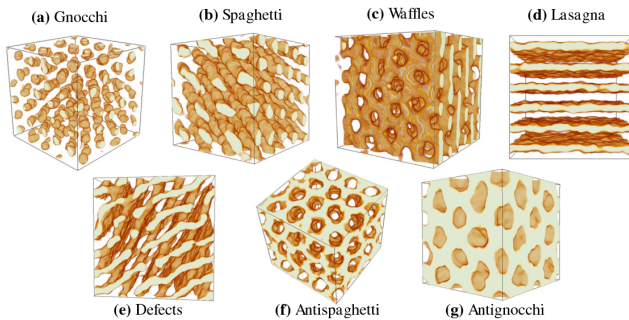 (a) Gnocchi
(b) Spaghetti
(c) Waffles
(d) Lasagna
(e) Defects
(f) Antispaghetti
(g) Antignocchi